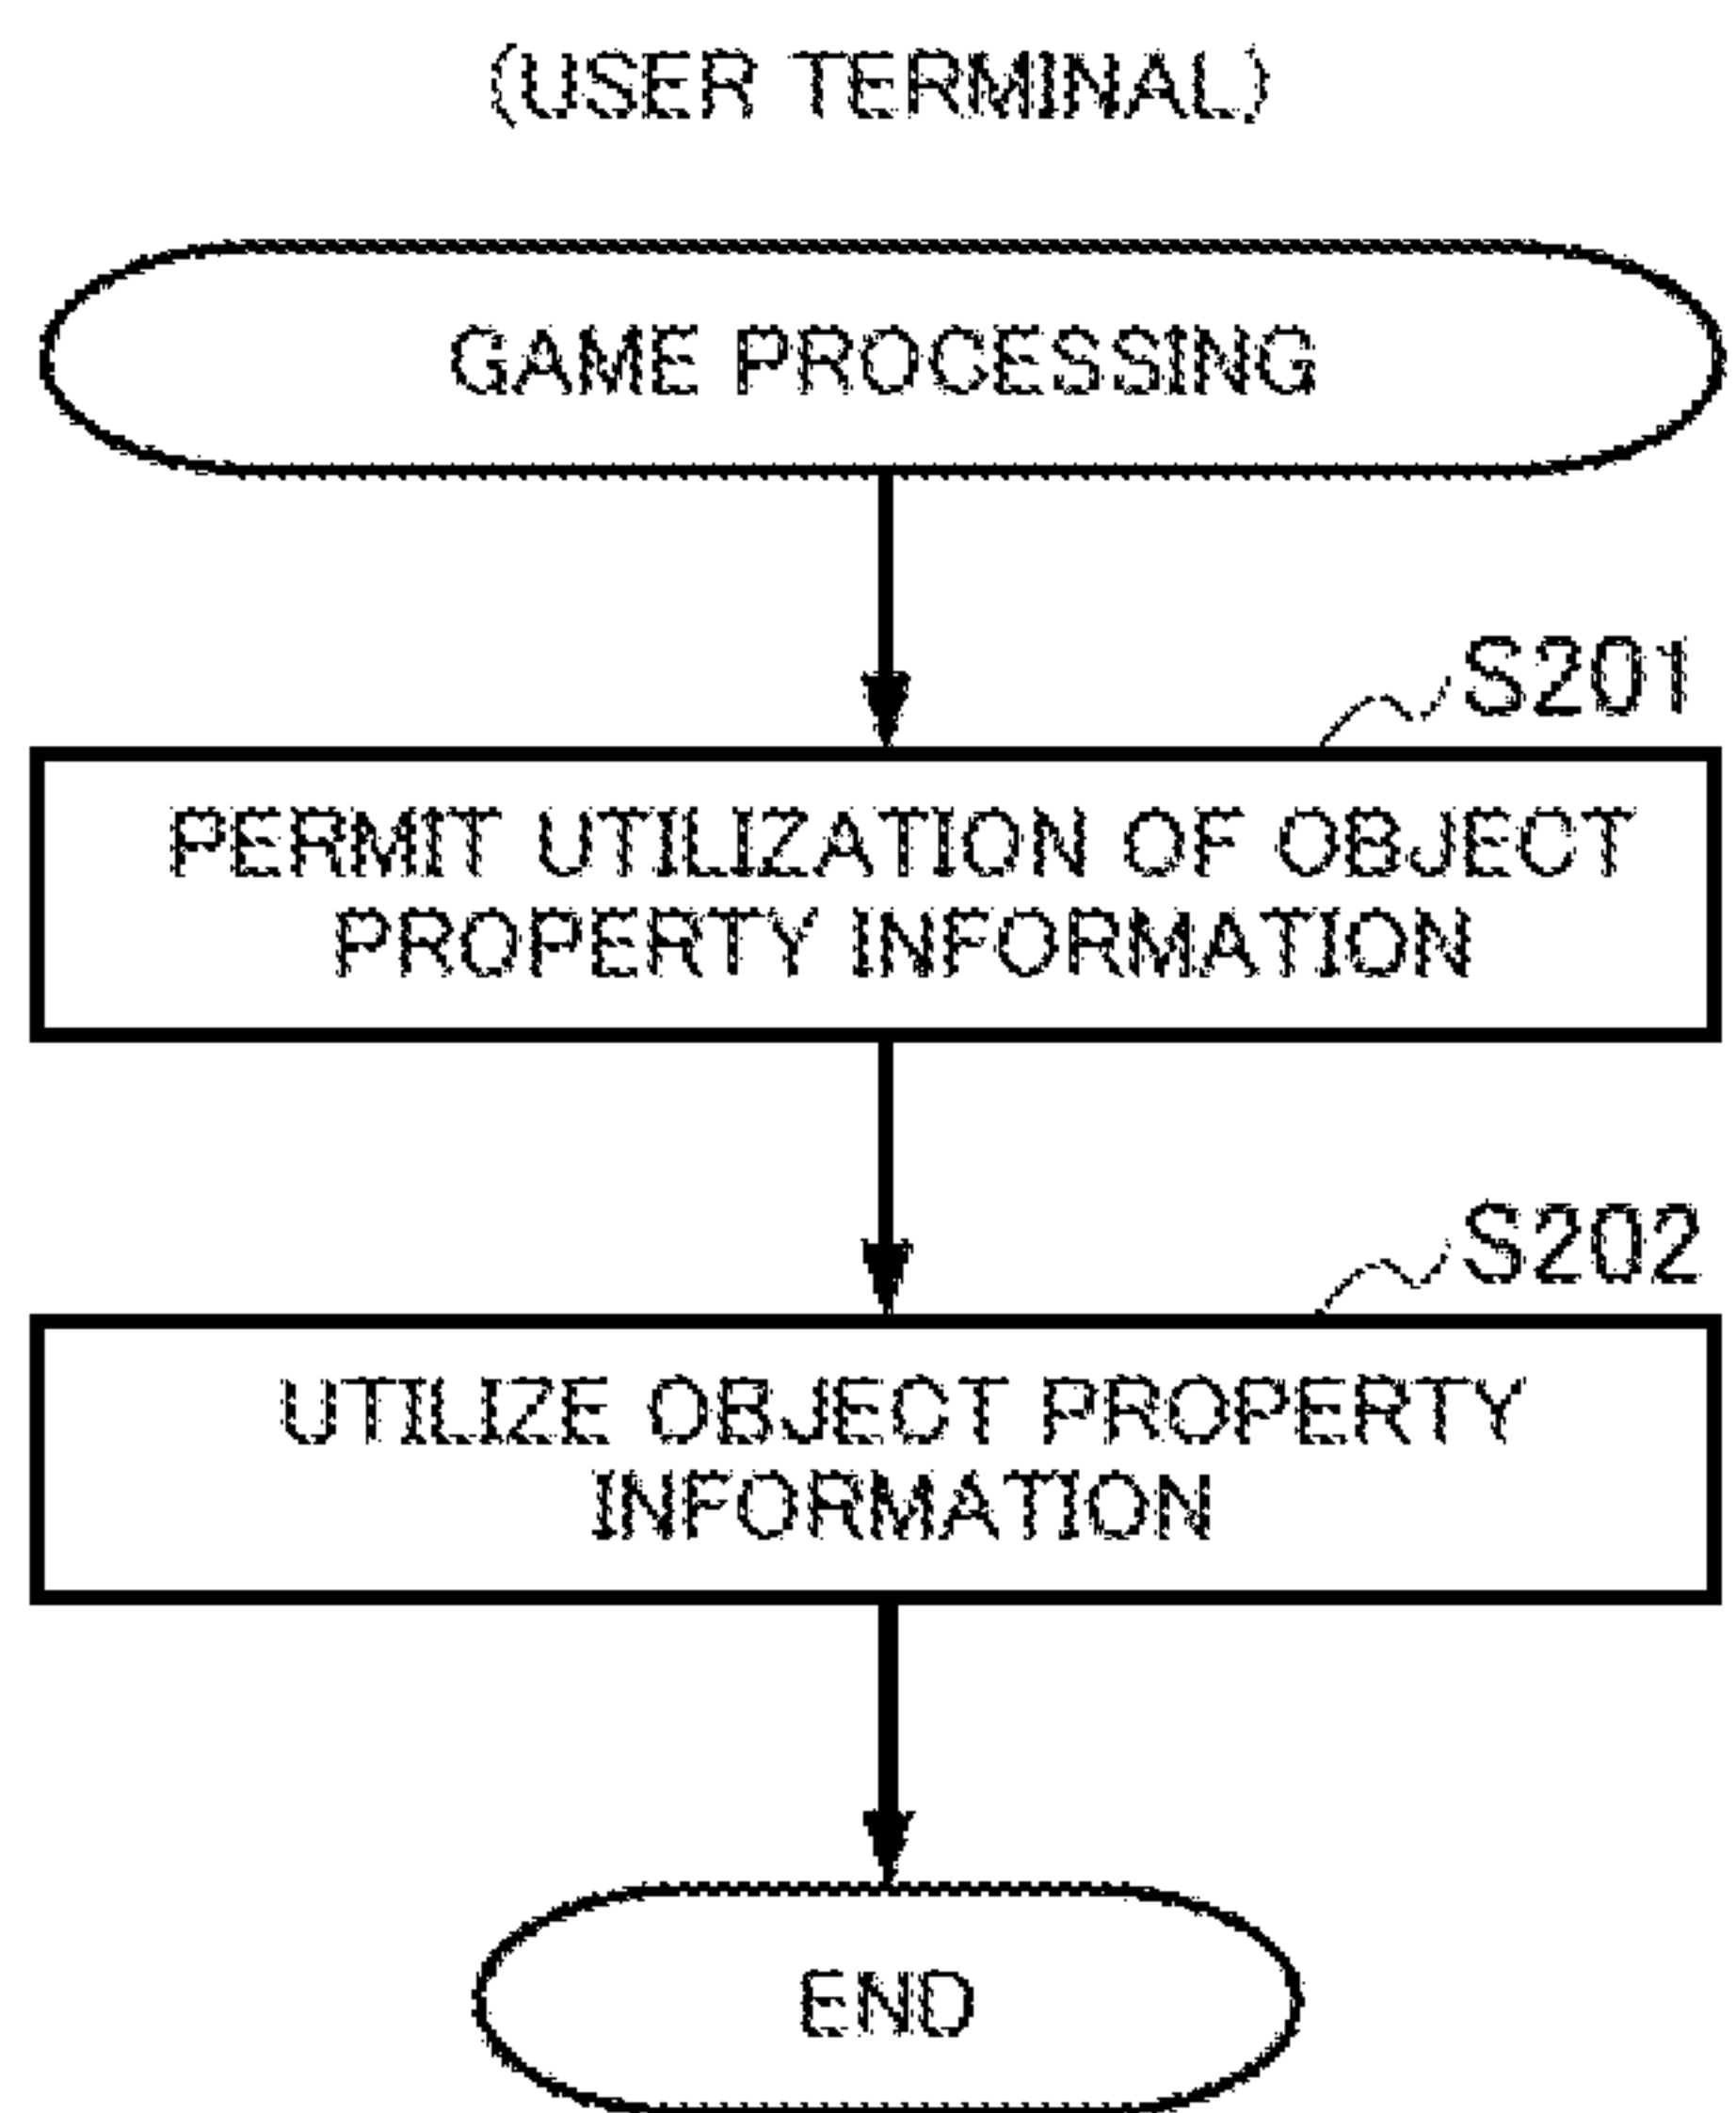 (USER TERMINAL)
GAME PROCESSING
S201
PERMIT UTILIZATION OF OBJECT
PROPERTY INFORMATION
S202
UTILIZE OBJECT PROPERTY
INFORMATION
END